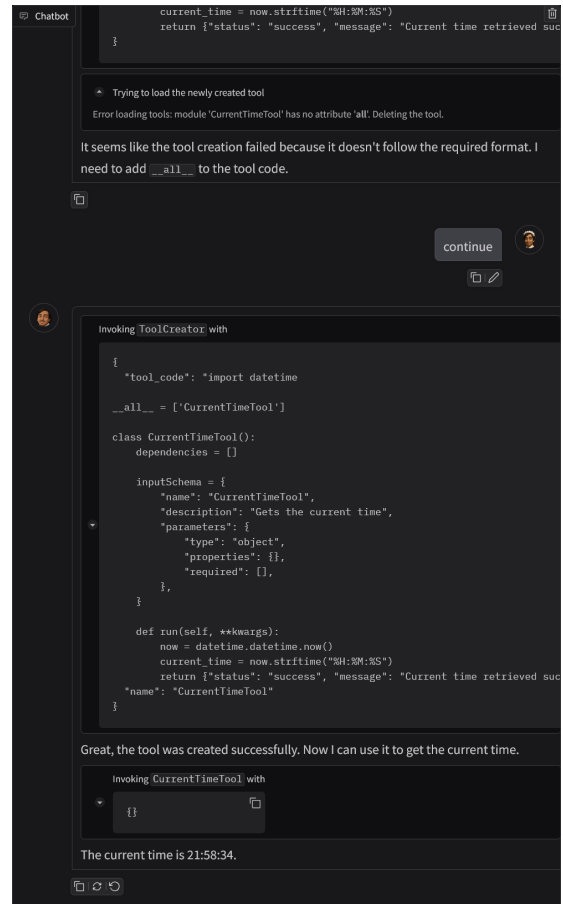 Chatbot
current_time = now.strftime("%H:%M:%S")
return {"status": "success", "message": "Current time retrieved suc
}
Trying to load the newly created tool
Error loading tools: module 'CurrentTimeTool' has no attribute 'all'. Deleting the tool.
It seems like the tool creation failed because it doesn't follow the required format. I
need to add __all__ to the tool code.
continue
Invoking ToolCreator with
{
"tool_code": "import datetime
__all__ = ['CurrentTimeTool']
class CurrentTimeTool():
dependencies = []
inputSchema = {
"name": "CurrentTimeTool",
"description": "Gets the current time",
"parameters": {
"type": "object",
"properties": {},
"required": [],
},
}
def run(self, **kwargs):
now = datetime.datetime.now()
current_time = now.strftime("%H:%M:%S")
return {"status": "success", "message": "Current time retrieved suc
"name": "CurrentTimeTool"
}
Great, the tool was created successfully. Now I can use it to get the current time.
Invoking CurrentTimeTool with
{}
The current time is 21:58:34.